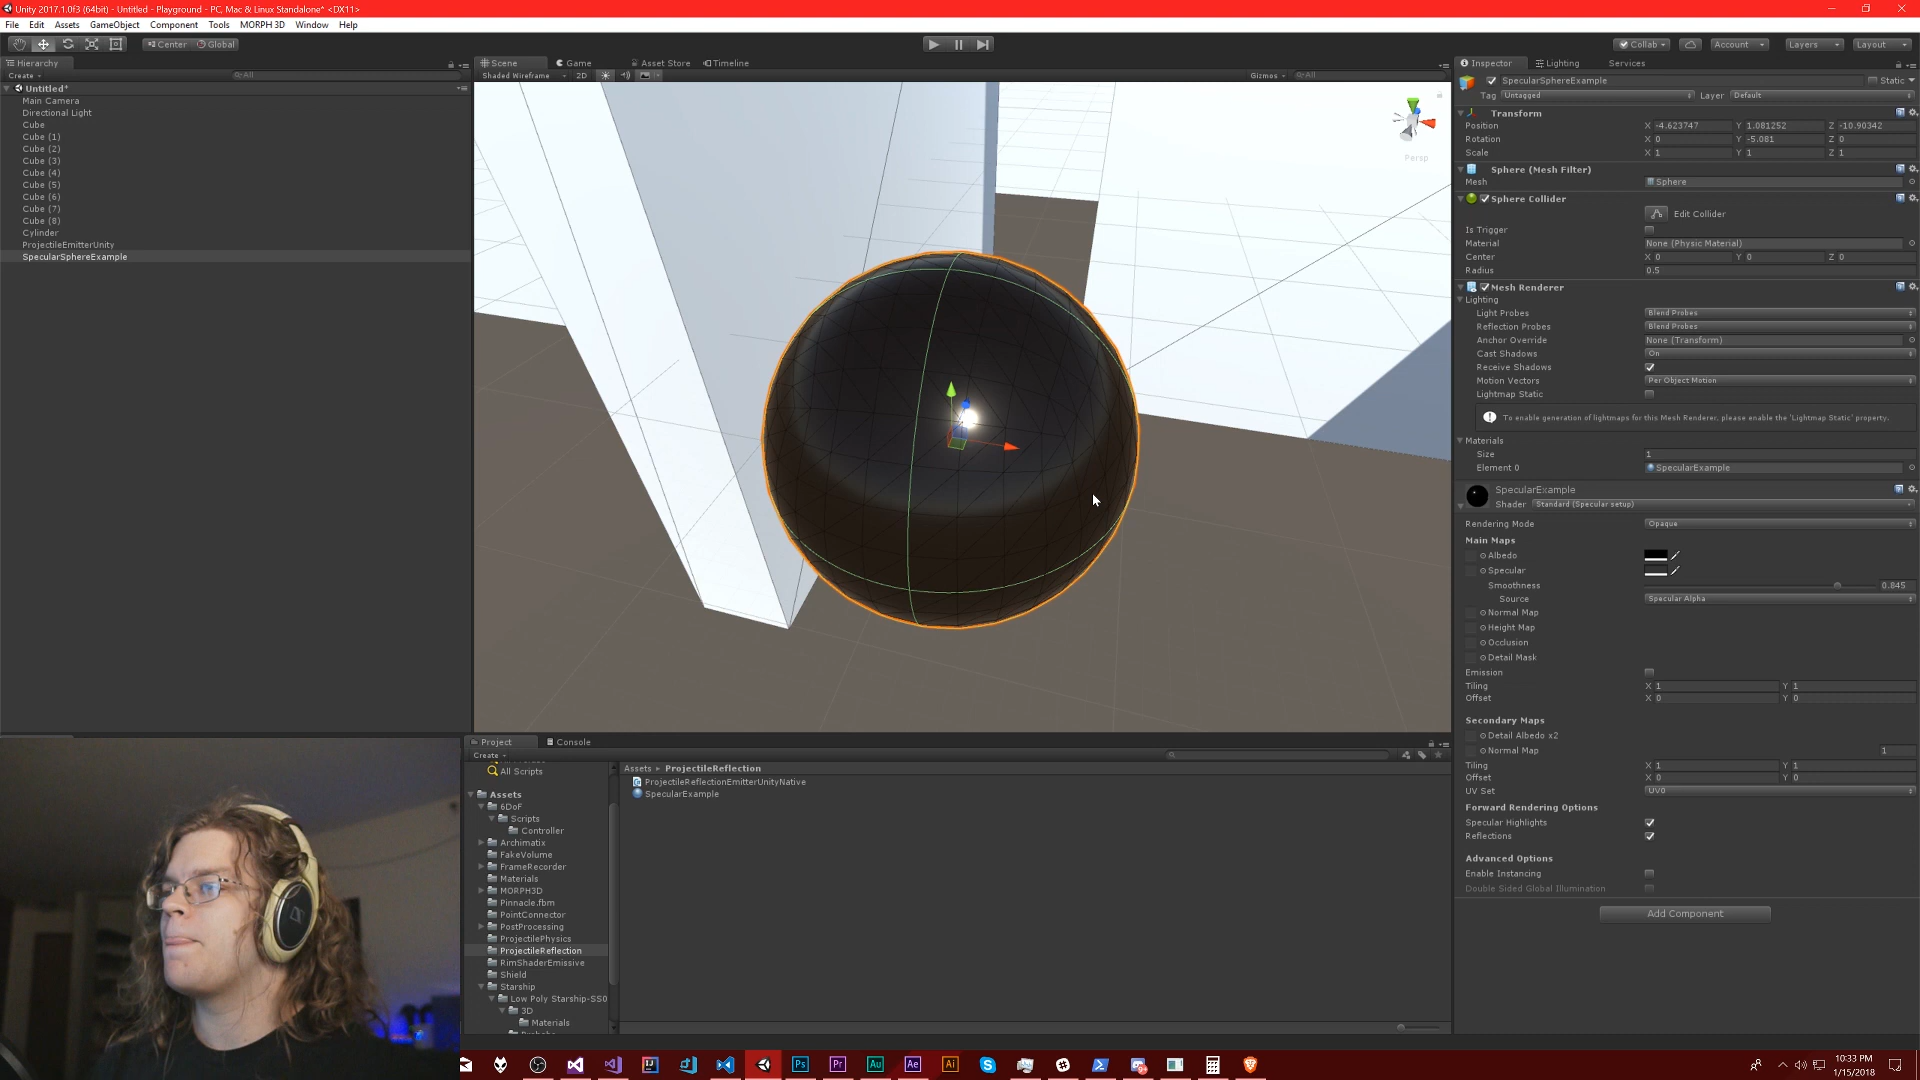 Unity 2017.1.0f3 (64bit) - Untitled - Playground - PC, Mac & Linux Standalone* <DX11>
File Edit Assets GameObject Component Tools MORPH 3D Window Help
Center Global
Collab Account Layers Layout
Hierarchy
Create All
Untitled*
Main Camera
Directional Light
Cube
Cube (1)
Cube (2)
Cube (3)
Cube (4)
Cube (5)
Cube (6)
Cube (7)
Cube (8)
Cylinder
ProjectileEmitterUnity
SpecularSphereExample
Scene Game Asset Store Timeline
Shaded Wireframe 2D Gizmos All
Persp
Inspector Lighting Services
SpecularSphereExample Static
Tag Untagged Layer Default
Transform
Position X -4.623747 Y 1.081252 Z -10.90342
Rotation X 0 Y -5.081 Z 0
Scale X 1 Y 1 Z 1
Sphere (Mesh Filter)
Mesh Sphere
Sphere Collider
Edit Collider
Is Trigger
Material None (Physic Material)
Center X 0 Y 0 Z 0
Radius 0.5
Mesh Renderer
Lighting
Light Probes Blend Probes
Reflection Probes Blend Probes
Anchor Override None (Transform)
Cast Shadows On
Receive Shadows
Motion Vectors Per Object Motion
Lightmap Static
To enable generation of lightmaps for this Mesh Renderer, please enable the 'Lightmap Static' property.
Materials
Size 1
Element 0 SpecularExample
SpecularExample
Shader Standard (Specular setup)
Rendering Mode Opaque
Main Maps
Albedo
Specular
Smoothness 0.845
Source Specular Alpha
Normal Map
Height Map
Occlusion
Detail Mask
Emission
Tiling X 1 Y 1
Offset X 0 Y 0
Secondary Maps
Detail Albedo x2
Normal Map 1
Tiling X 1 Y 1
Offset X 0 Y 0
UV Set UV0
Forward Rendering Options
Specular Highlights
Reflections
Advanced Options
Enable Instancing
Double Sided Global Illumination
Add Component
Project Console
Create
All Scripts
Assets
6DoF
Scripts
Controller
Archimatix
FakeVolume
FrameRecorder
Materials
MORPH3D
Pinnacle.fbm
PointConnector
PostProcessing
ProjectilePhysics
ProjectileReflection
RimShaderEmissive
Shield
Starship
Low Poly Starship-SS0
3D
Materials
Assets ▸ ProjectileReflection
ProjectileReflectionEmitterUnityNative
SpecularExample
Ps Pr Au Ae Ai
10:33 PM
1/15/2018